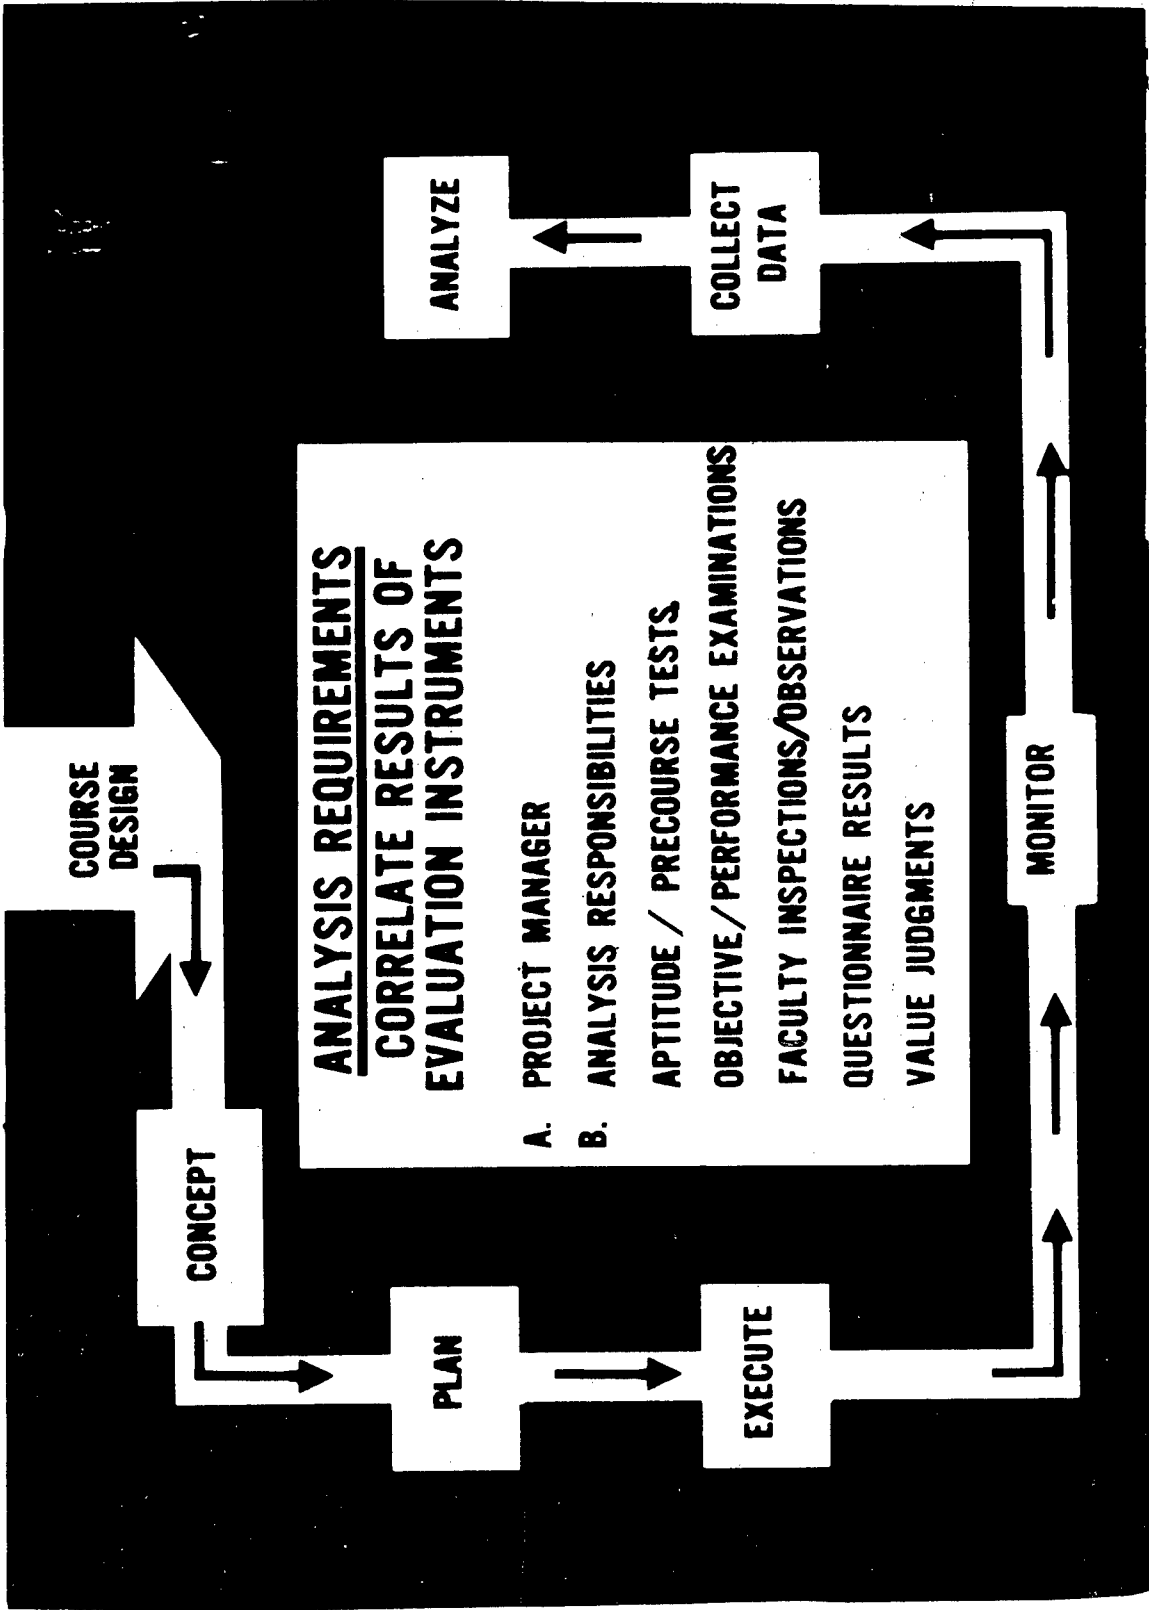 COURSE
DESIGN
CONCEPT
PLAN
EXECUTE
MONITOR
COLLECT
DATA
ANALYZE
ANALYSIS REQUIREMENTS
CORRELATE RESULTS OF
EVALUATION INSTRUMENTS
A. PROJECT MANAGER
B. ANALYSIS RESPONSIBILITIES
APTITUDE / PRECOURSE TESTS
OBJECTIVE/PERFORMANCE EXAMINATIONS
FACULTY INSPECTIONS/OBSERVATIONS
QUESTIONNAIRE RESULTS
VALUE JUDGMENTS